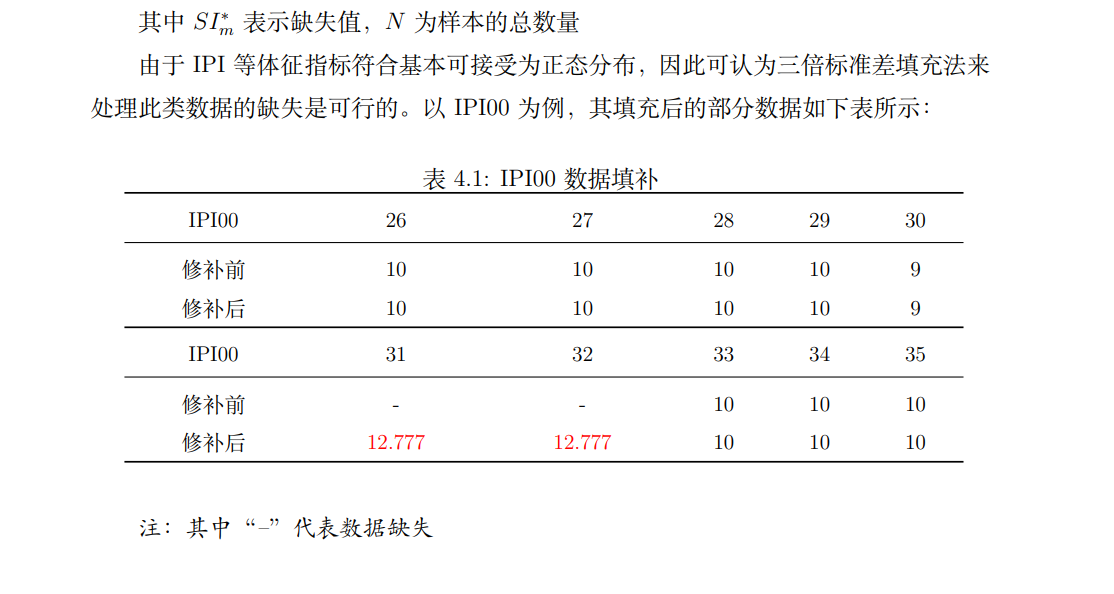 其中 $SI_m^*$ 表示缺失值，$N$ 为样本的总数量
由于 IPI 等体征指标符合基本可接受为正态分布，因此可认为三倍标准差填充法来
处理此类数据的缺失是可行的。以 IPI00 为例，其填充后的部分数据如下表所示：
表 4.1: IPI00 数据填补
IPI00 26 27 28 29 30
修补前 10 10 10 10 9
修补后 10 10 10 10 9
IPI00 31 32 33 34 35
修补前 - - 10 10 10
修补后 12.777 12.777 10 10 10
注：其中“–”代表数据缺失